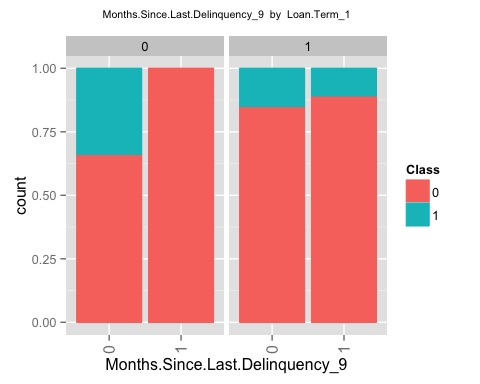 Months.Since.Last.Delinquency_9 by Loan.Term_1
0 1
1.00
0.75
0.50
0.25
0.00
count
0 1 0 1
Months.Since.Last.Delinquency_9
Class
0
1